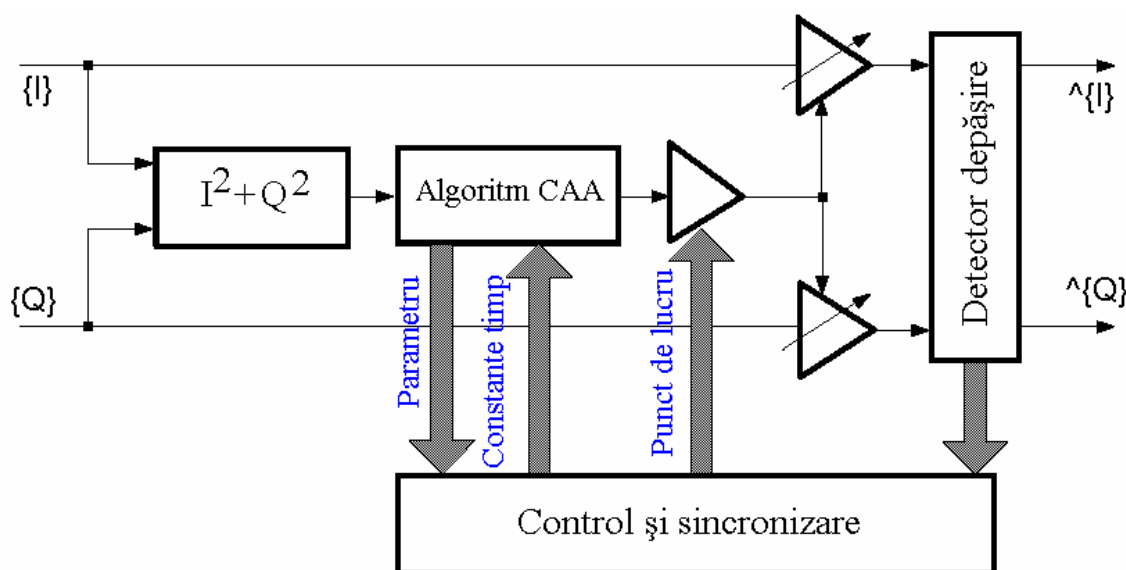 {I}
^{I}
I²+Q²
Algoritm CAA
Detector depăşire
{Q}
^{Q}
Parametru
Constante timp
Punct de lucru
Control şi sincronizare